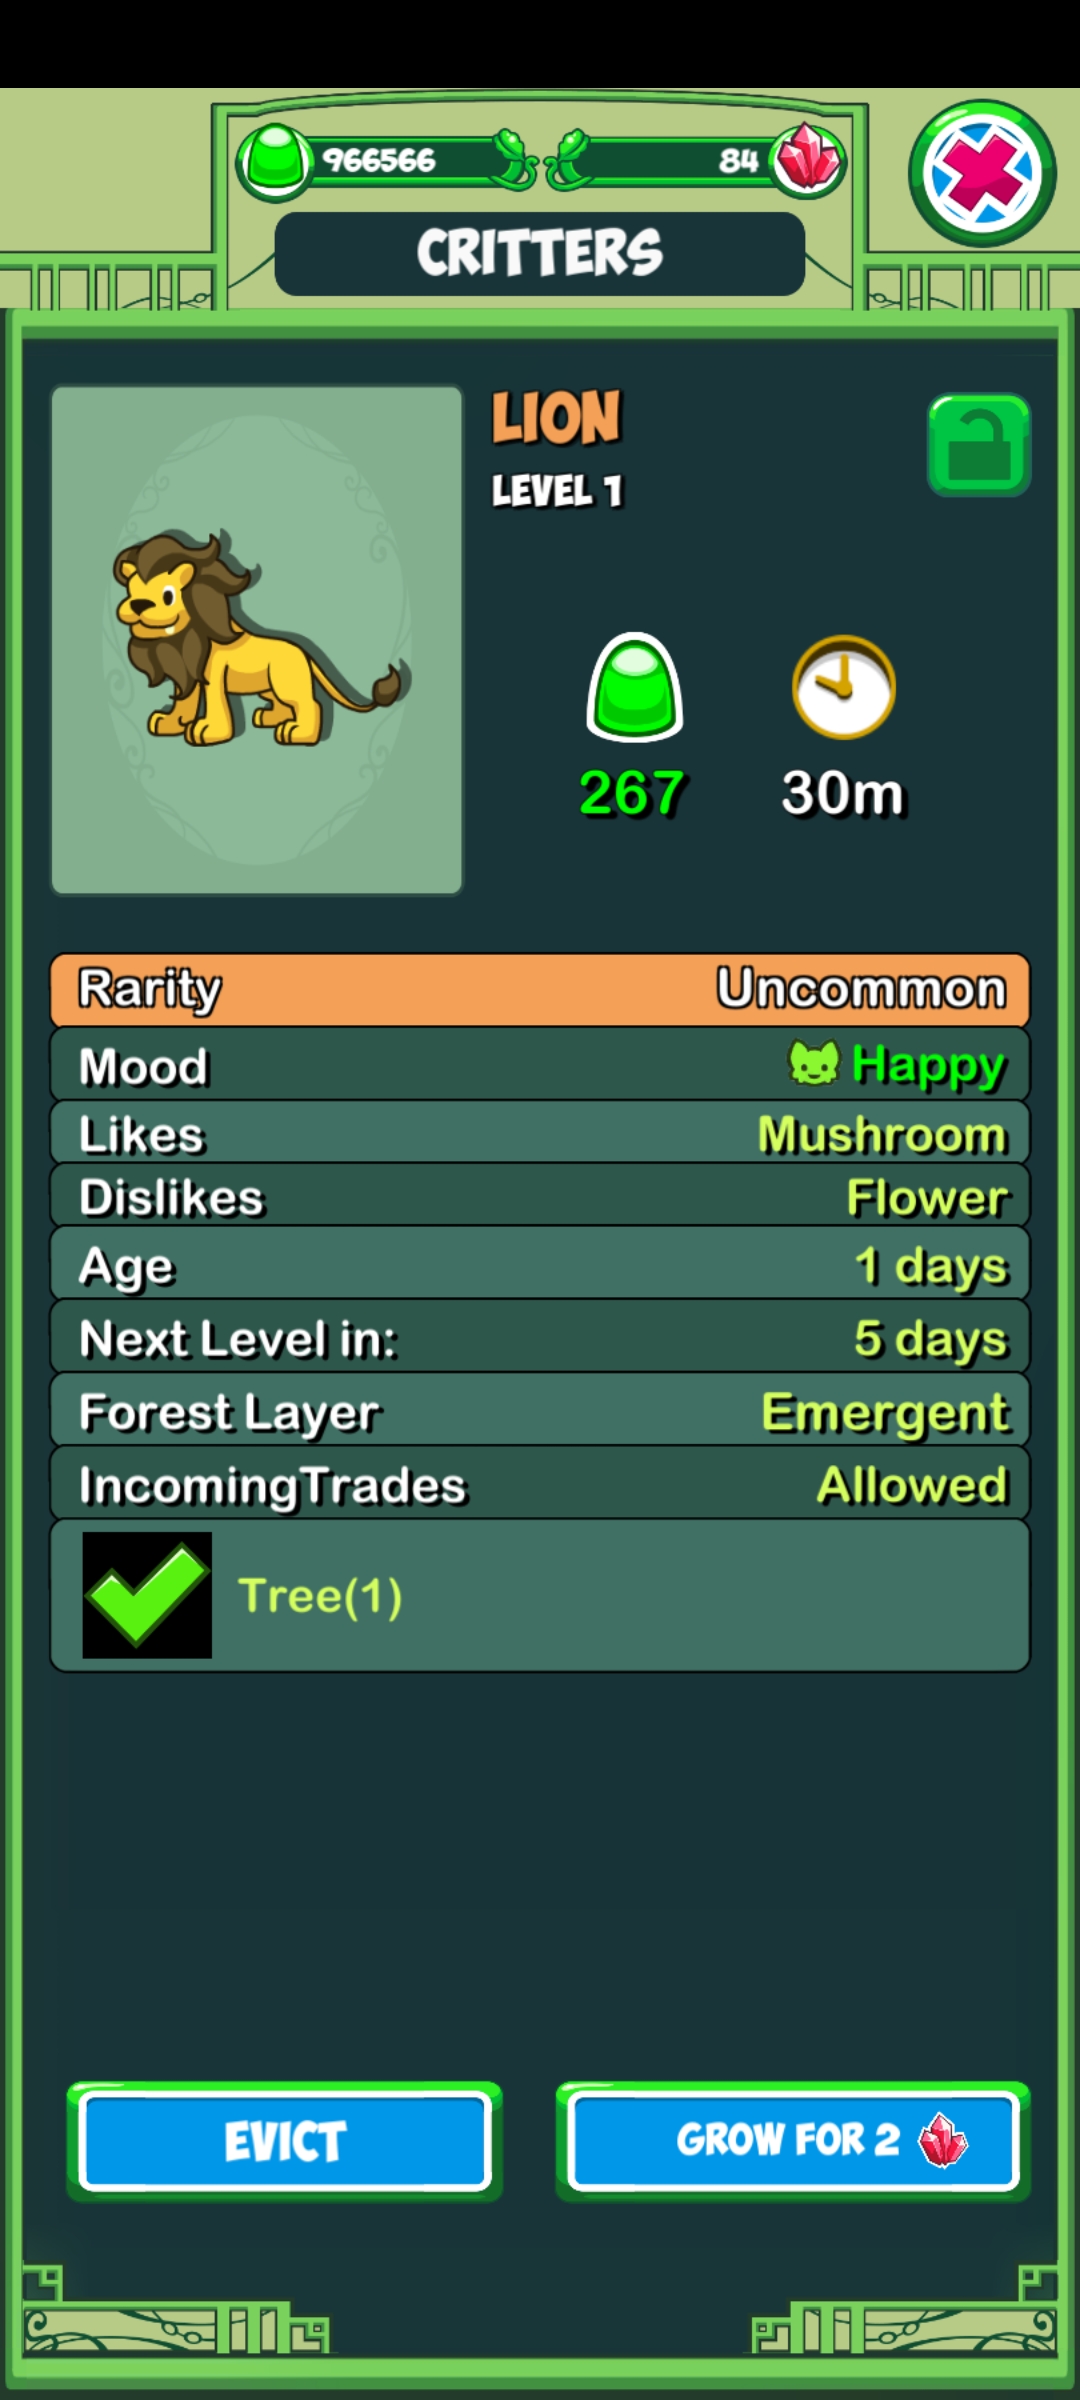 966566 84
CRITTERS
LION
LEVEL 1
267 30m
Rarity Uncommon
Mood Happy
Likes Mushroom
Dislikes Flower
Age 1 days
Next Level in: 5 days
Forest Layer Emergent
IncomingTrades Allowed
Tree(1)
EVICT GROW FOR 2